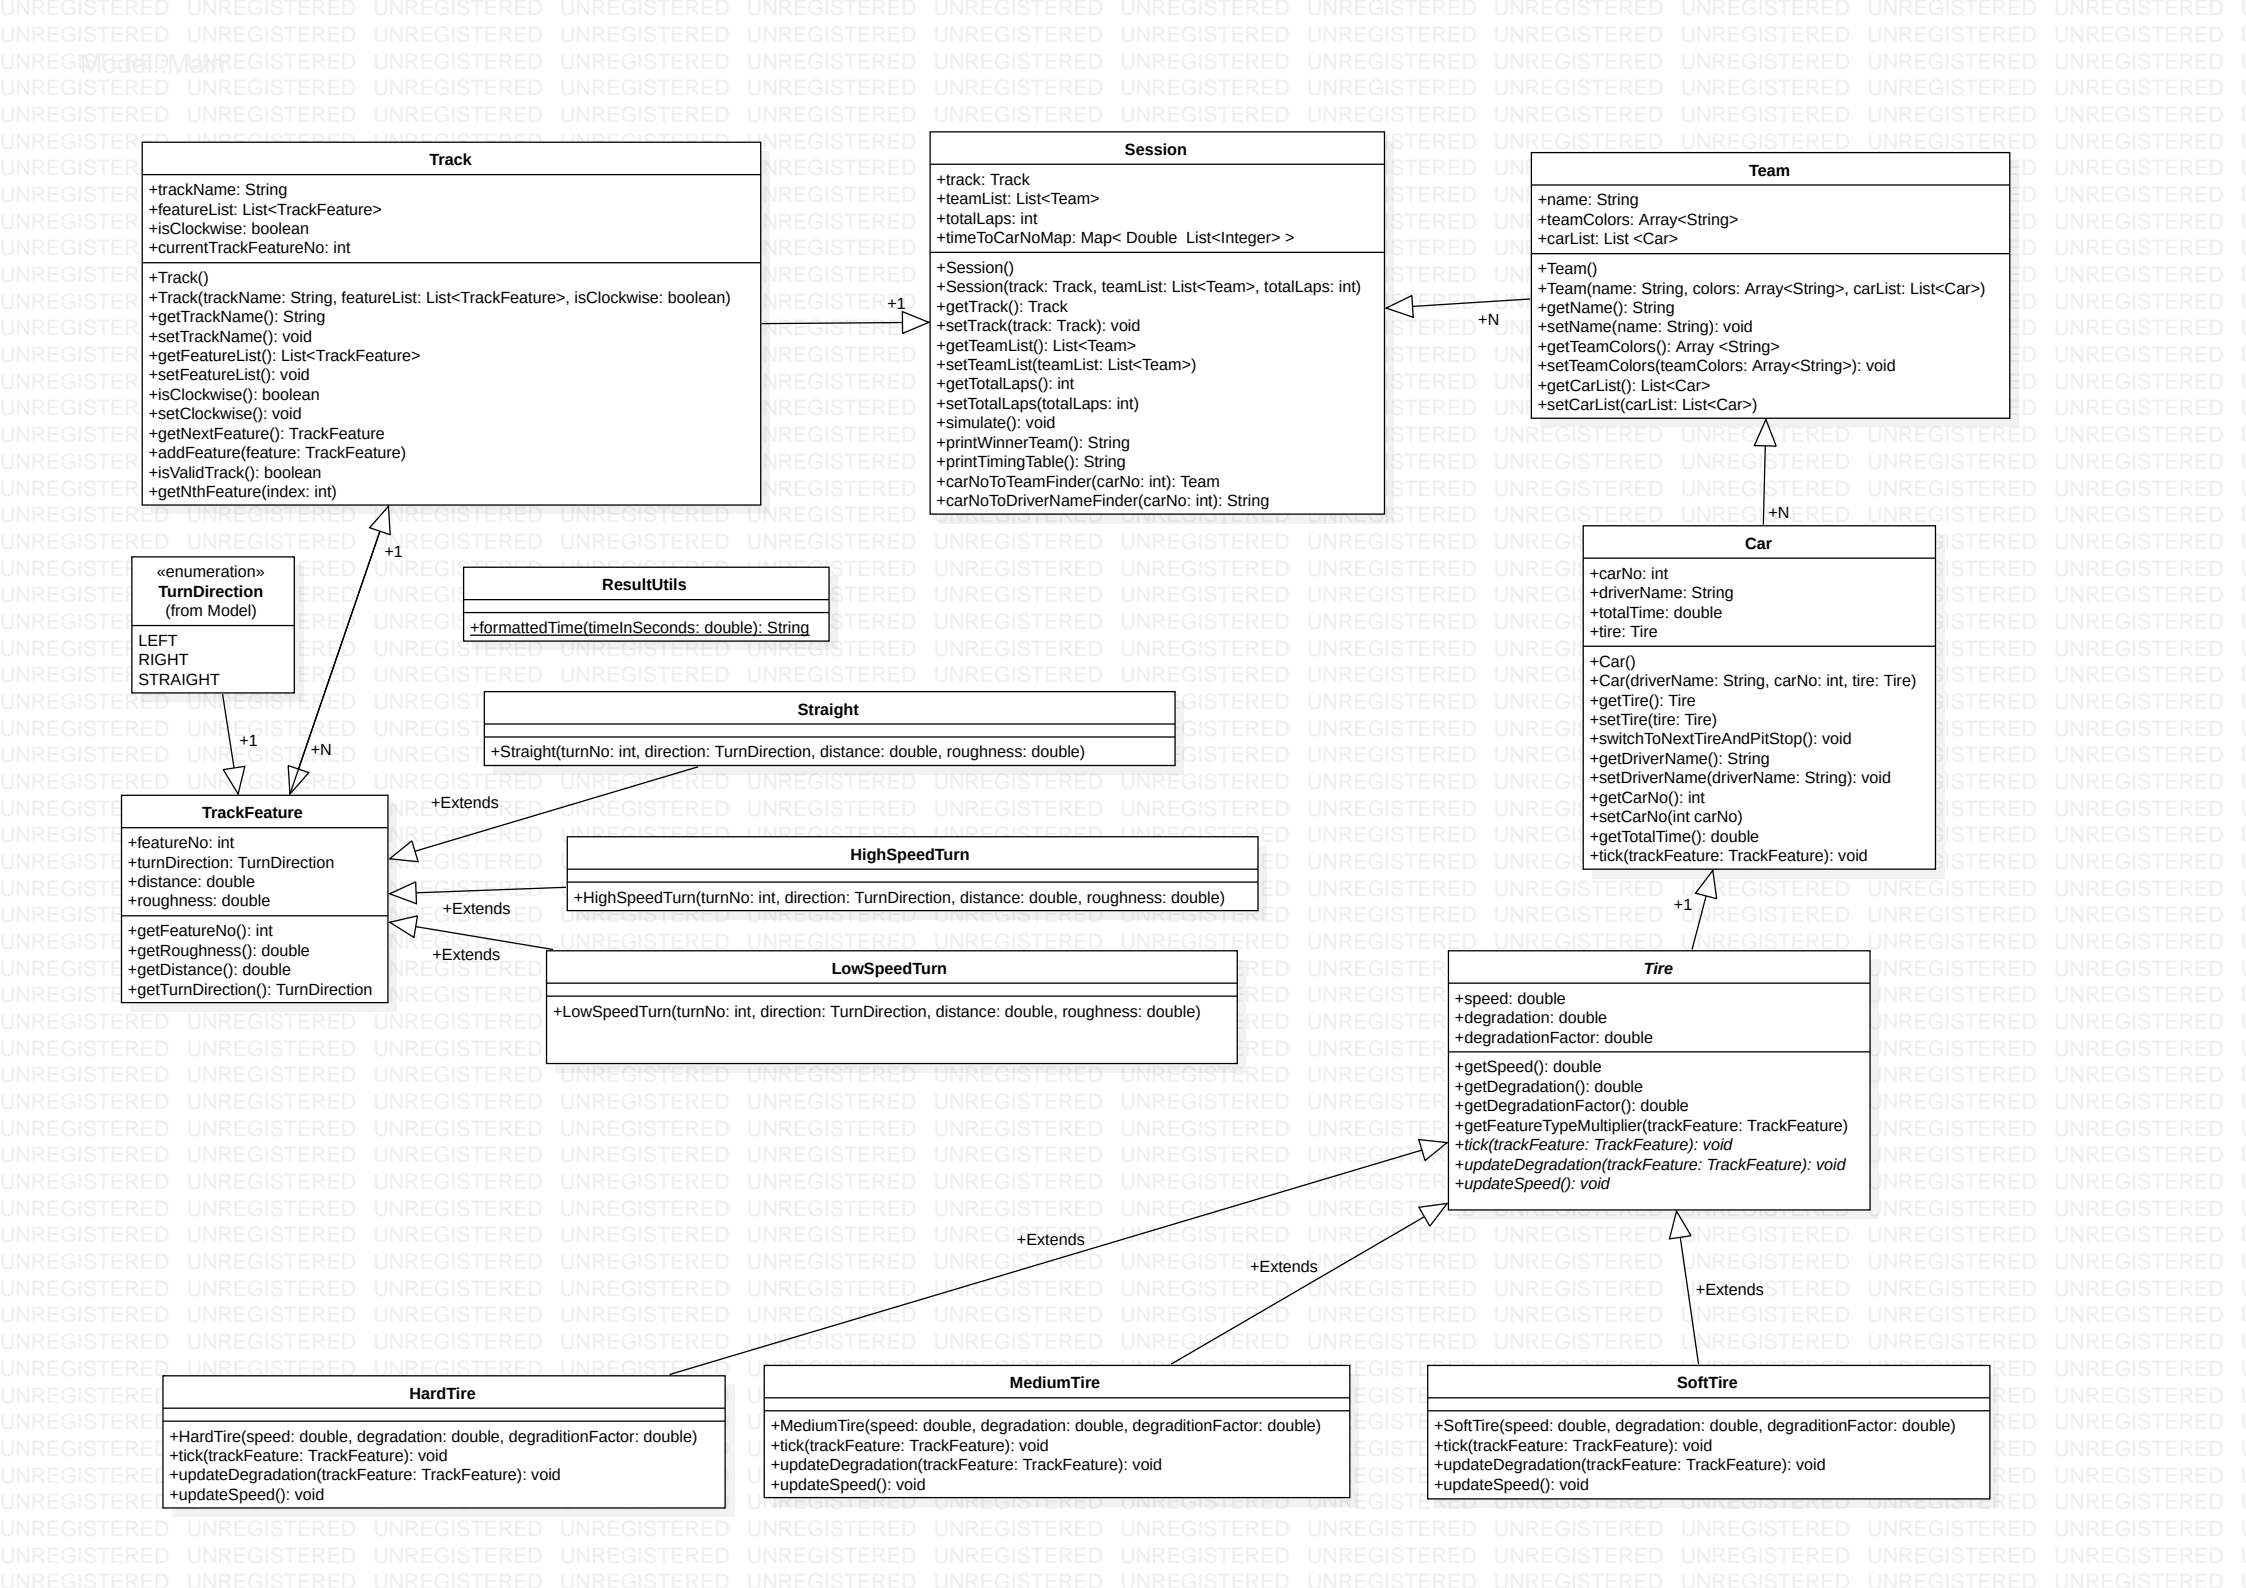 Model::Main
Track
+trackName: String
+featureList: List<TrackFeature>
+isClockwise: boolean
+currentTrackFeatureNo: int
+Track()
+Track(trackName: String, featureList: List<TrackFeature>, isClockwise: boolean)
+getTrackName(): String
+setTrackName(): void
+getFeatureList(): List<TrackFeature>
+setFeatureList(): void
+isClockwise(): boolean
+setClockwise(): void
+getNextFeature(): TrackFeature
+addFeature(feature: TrackFeature)
+isValidTrack(): boolean
+getNthFeature(index: int)
+1
Session
+track: Track
+teamList: List<Team>
+totalLaps: int
+timeToCarNoMap: Map< Double  List<Integer> >
+Session()
+Session(track: Track, teamList: List<Team>, totalLaps: int)
+getTrack(): Track
+setTrack(track: Track): void
+getTeamList(): List<Team>
+setTeamList(teamList: List<Team>)
+getTotalLaps(): int
+setTotalLaps(totalLaps: int)
+simulate(): void
+printWinnerTeam(): String
+printTimingTable(): String
+carNoToTeamFinder(carNo: int): Team
+carNoToDriverNameFinder(carNo: int): String
+N
Team
+name: String
+teamColors: Array<String>
+carList: List <Car>
+Team()
+Team(name: String, colors: Array<String>, carList: List<Car>)
+getName(): String
+setName(name: String): void
+getTeamColors(): Array <String>
+setTeamColors(teamColors: Array<String>): void
+getCarList(): List<Car>
+setCarList(carList: List<Car>)
+N
+1
«enumeration»
TurnDirection
(from Model)
LEFT
RIGHT
STRAIGHT
+1
+N
ResultUtils
+formattedTime(timeInSeconds: double): String
Car
+carNo: int
+driverName: String
+totalTime: double
+tire: Tire
+Car()
+Car(driverName: String, carNo: int, tire: Tire)
+getTire(): Tire
+setTire(tire: Tire)
+switchToNextTireAndPitStop(): void
+getDriverName(): String
+setDriverName(driverName: String): void
+getCarNo(): int
+setCarNo(int carNo)
+getTotalTime(): double
+tick(trackFeature: TrackFeature): void
+1
Straight
+Straight(turnNo: int, direction: TurnDirection, distance: double, roughness: double)
+Extends
TrackFeature
+featureNo: int
+turnDirection: TurnDirection
+distance: double
+roughness: double
+getFeatureNo(): int
+getRoughness(): double
+getDistance(): double
+getTurnDirection(): TurnDirection
HighSpeedTurn
+HighSpeedTurn(turnNo: int, direction: TurnDirection, distance: double, roughness: double)
+Extends
+Extends
LowSpeedTurn
+LowSpeedTurn(turnNo: int, direction: TurnDirection, distance: double, roughness: double)
Tire
+speed: double
+degradation: double
+degradationFactor: double
+getSpeed(): double
+getDegradation(): double
+getDegradationFactor(): double
+getFeatureTypeMultiplier(trackFeature: TrackFeature)
+tick(trackFeature: TrackFeature): void
+updateDegradation(trackFeature: TrackFeature): void
+updateSpeed(): void
+Extends
+Extends
+Extends
HardTire
+HardTire(speed: double, degradation: double, degraditionFactor: double)
+tick(trackFeature: TrackFeature): void
+updateDegradation(trackFeature: TrackFeature): void
+updateSpeed(): void
MediumTire
+MediumTire(speed: double, degradation: double, degraditionFactor: double)
+tick(trackFeature: TrackFeature): void
+updateDegradation(trackFeature: TrackFeature): void
+updateSpeed(): void
SoftTire
+SoftTire(speed: double, degradation: double, degraditionFactor: double)
+tick(trackFeature: TrackFeature): void
+updateDegradation(trackFeature: TrackFeature): void
+updateSpeed(): void
UNREGISTERED